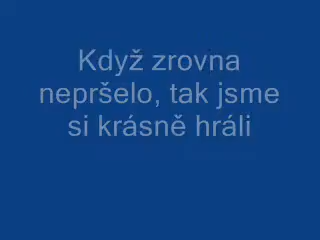 Když zrovna
nepršelo, tak jsme
si krásně hráli